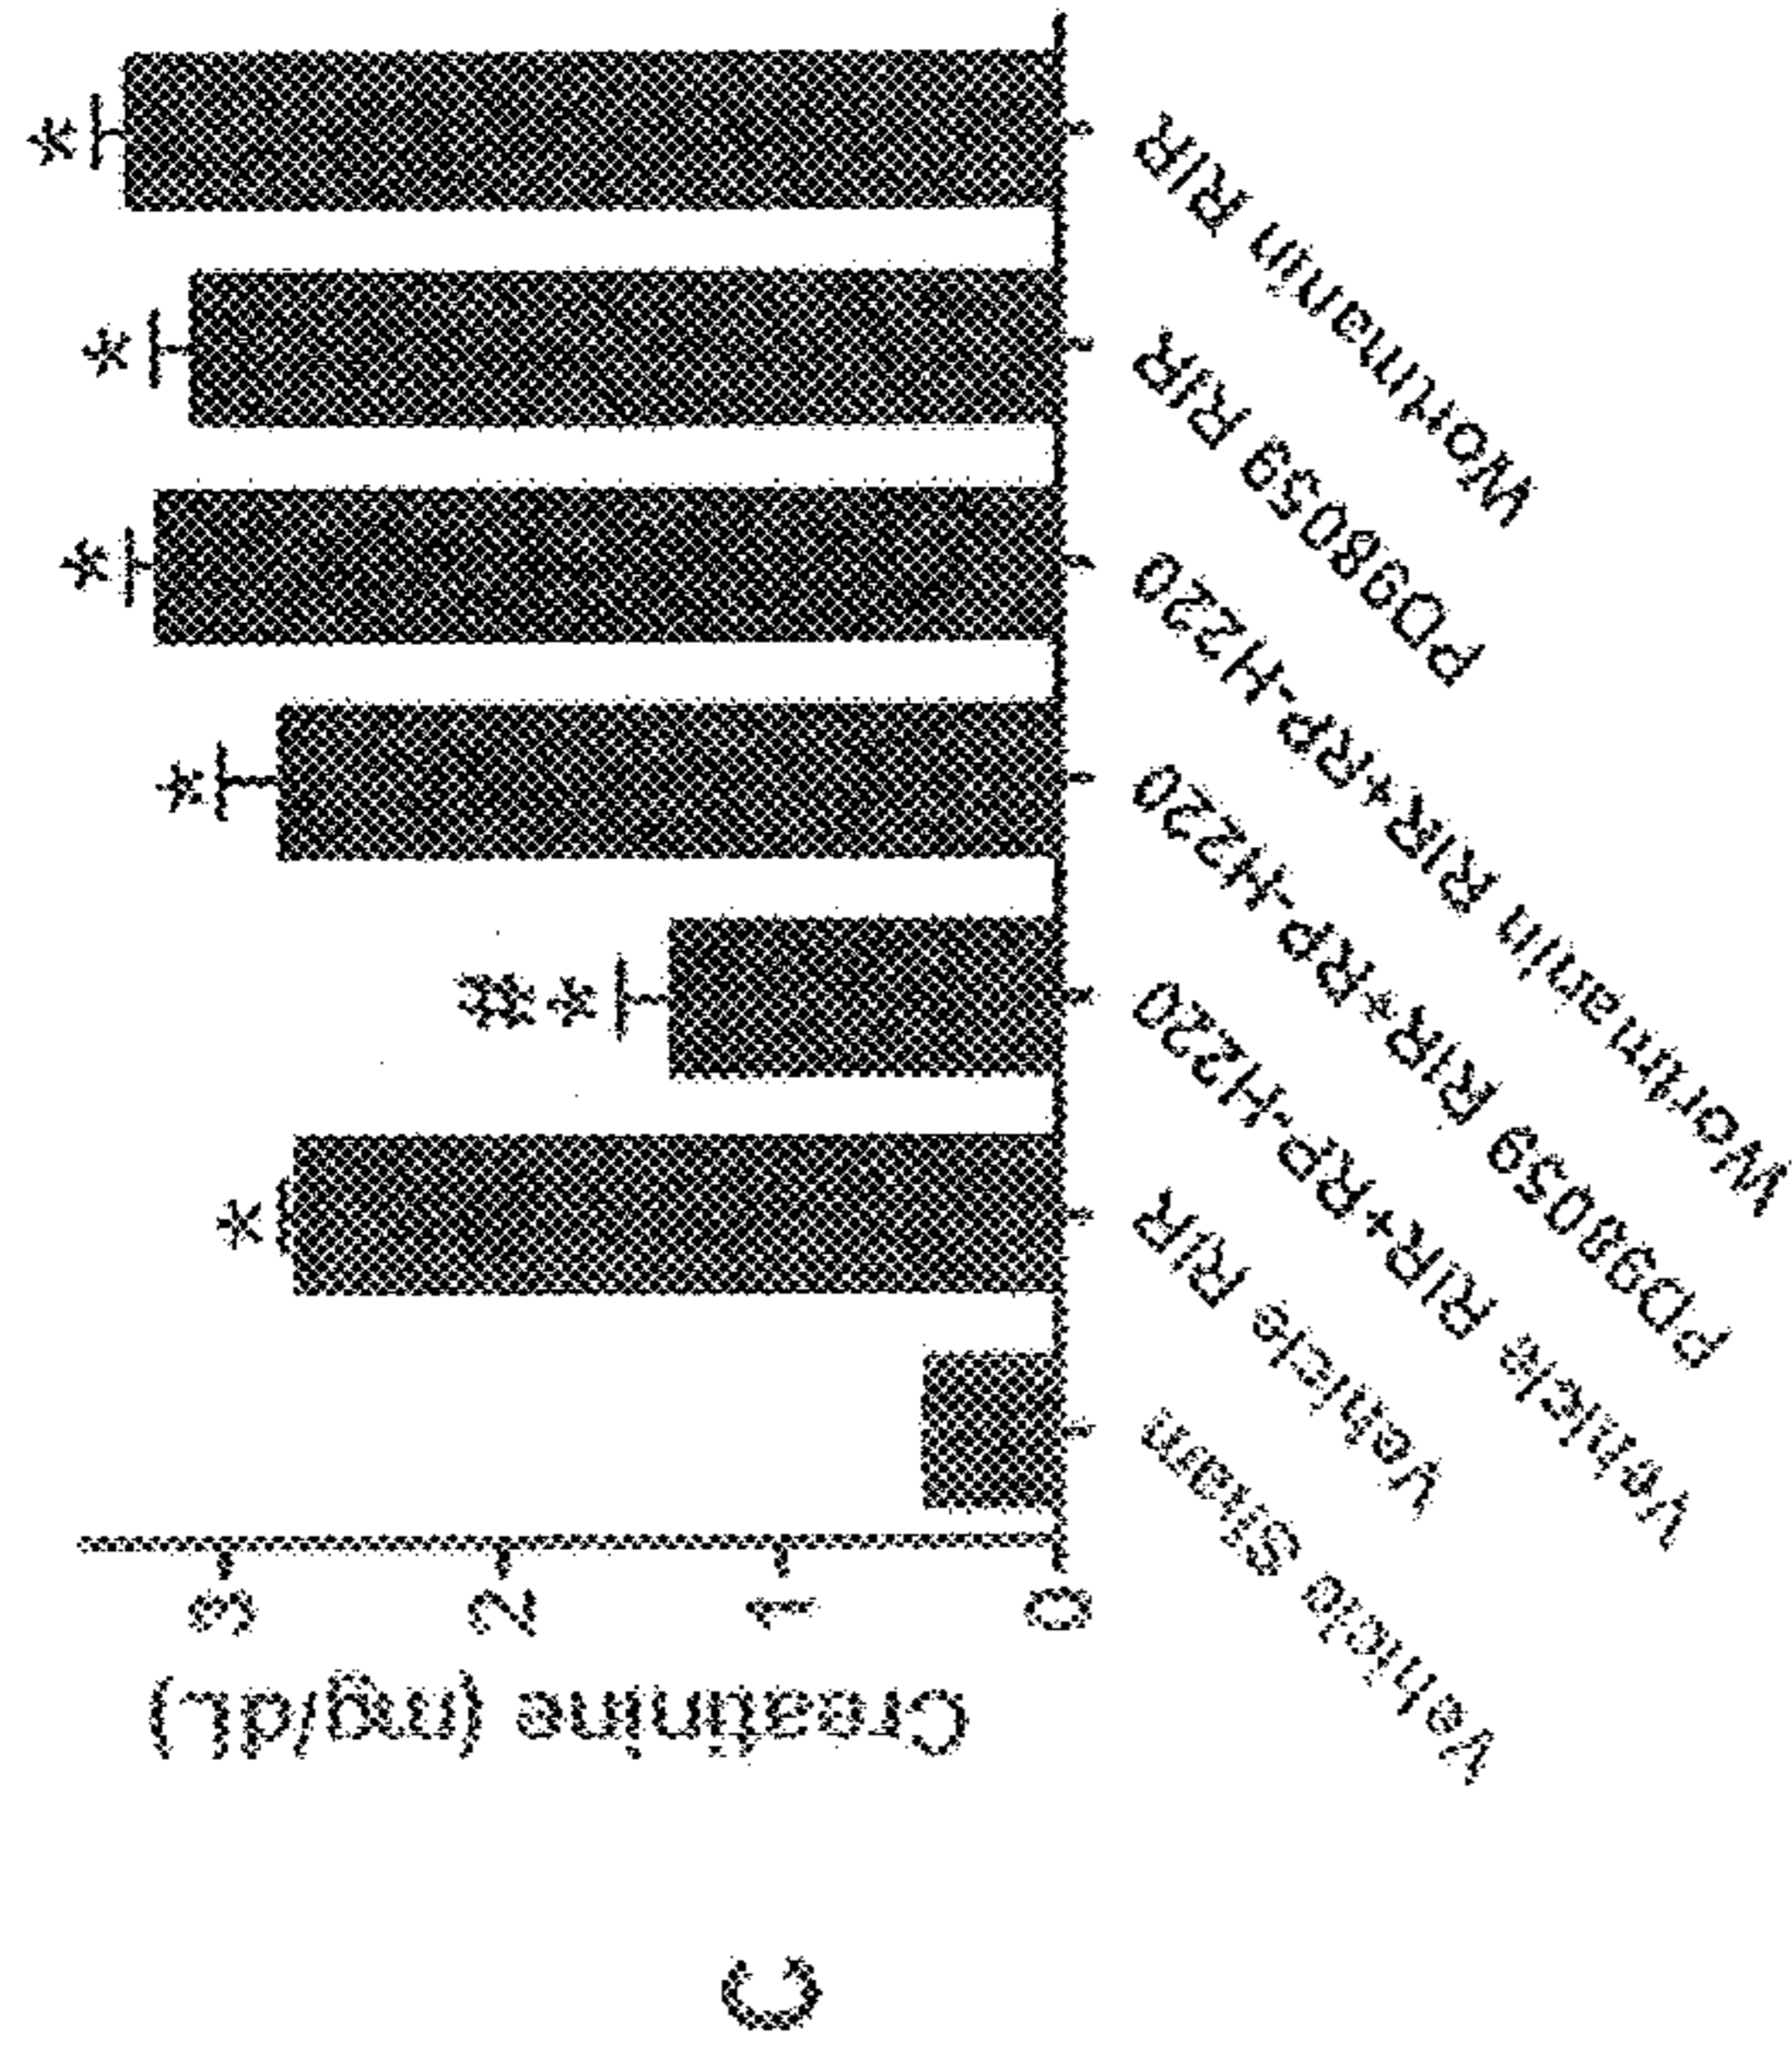 C
Creatinine (mg/dL)
3
2
1
0
*
*
#
*
*
*
*
Vehicle Sham
Vehicle RIR
Vehicle RIR+RP-H220
PD98059 RIR+RP-H220
Wortmannin RIR+RP-H220
PD98059 RIR
Wortmannin RIR